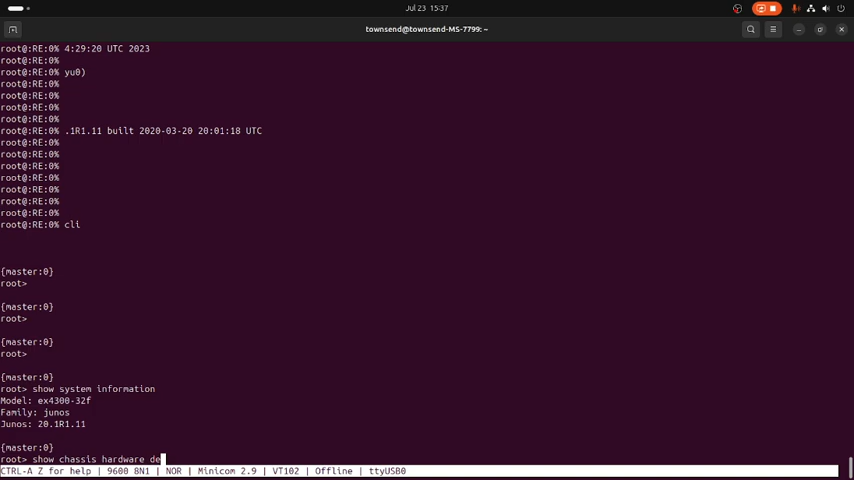 Jul 23 15:37
townsend@townsend-MS-7799: ~
root@:RE:0% 4:29:20 UTC 2023
root@:RE:0%
root@:RE:0% yu0)
root@:RE:0%
root@:RE:0%
root@:RE:0%
root@:RE:0%
root@:RE:0% .1R1.11 built 2020-03-20 20:01:18 UTC
root@:RE:0%
root@:RE:0%
root@:RE:0%
root@:RE:0%
root@:RE:0%
root@:RE:0%
root@:RE:0%
root@:RE:0% cli
{master:0}
root>
{master:0}
root>
{master:0}
root>
{master:0}
root> show system information
Model: ex4300-32f
Family: junos
Junos: 20.1R1.11
{master:0}
root> show chassis hardware de
CTRL-A Z for help | 9600 8N1 | NOR | Minicom 2.9 | VT102 | Offline | ttyUSB0